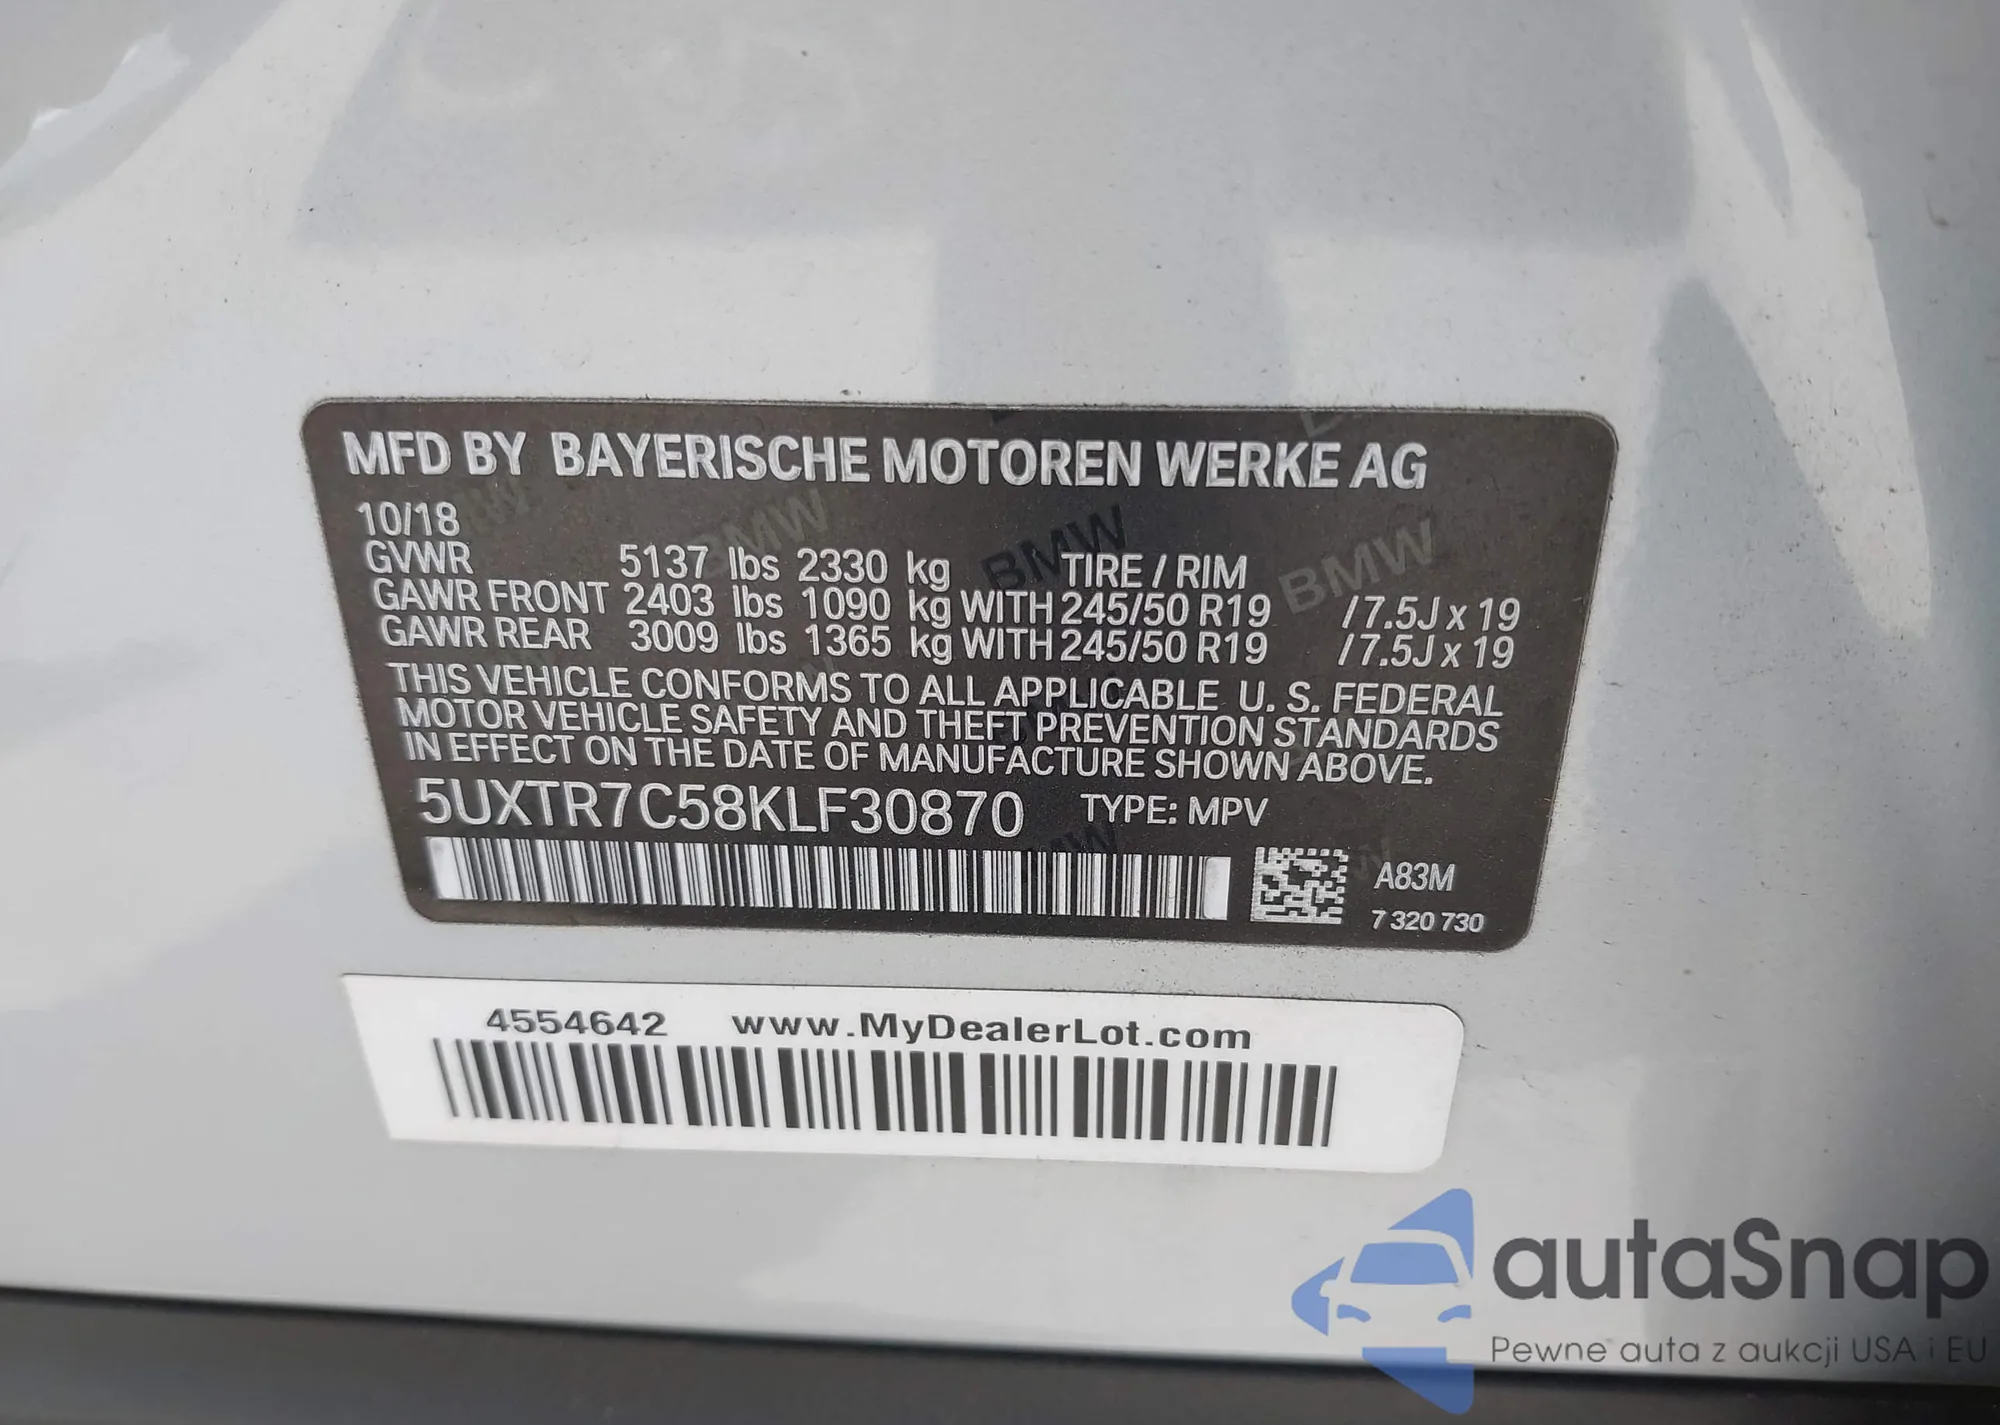 MFD BY BAYERISCHE MOTOREN WERKE AG
10/18
GVWR 5137 lbs 2330 kg TIRE / RIM
GAWR FRONT 2403 lbs 1090 kg WITH 245/50 R19 /7.5J x 19
GAWR REAR 3009 lbs 1365 kg WITH 245/50 R19 /7.5J x 19
THIS VEHICLE CONFORMS TO ALL APPLICABLE U. S. FEDERAL
MOTOR VEHICLE SAFETY AND THEFT PREVENTION STANDARDS
IN EFFECT ON THE DATE OF MANUFACTURE SHOWN ABOVE.
5UXTR7C58KLF30870 TYPE: MPV
A83M
7 320 730
4554642 www.MyDealerLot.com
autaSnap
Pewne auta z aukcji USA i EU